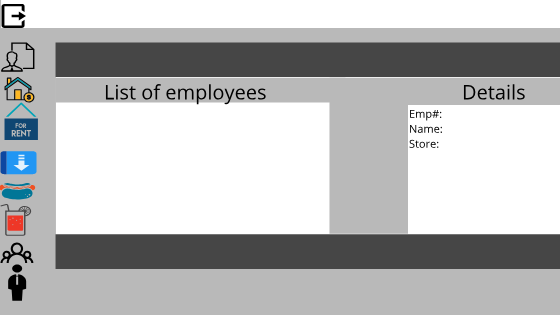 FOR
RENT
List of employees
Details
Emp#:
Name:
Store: